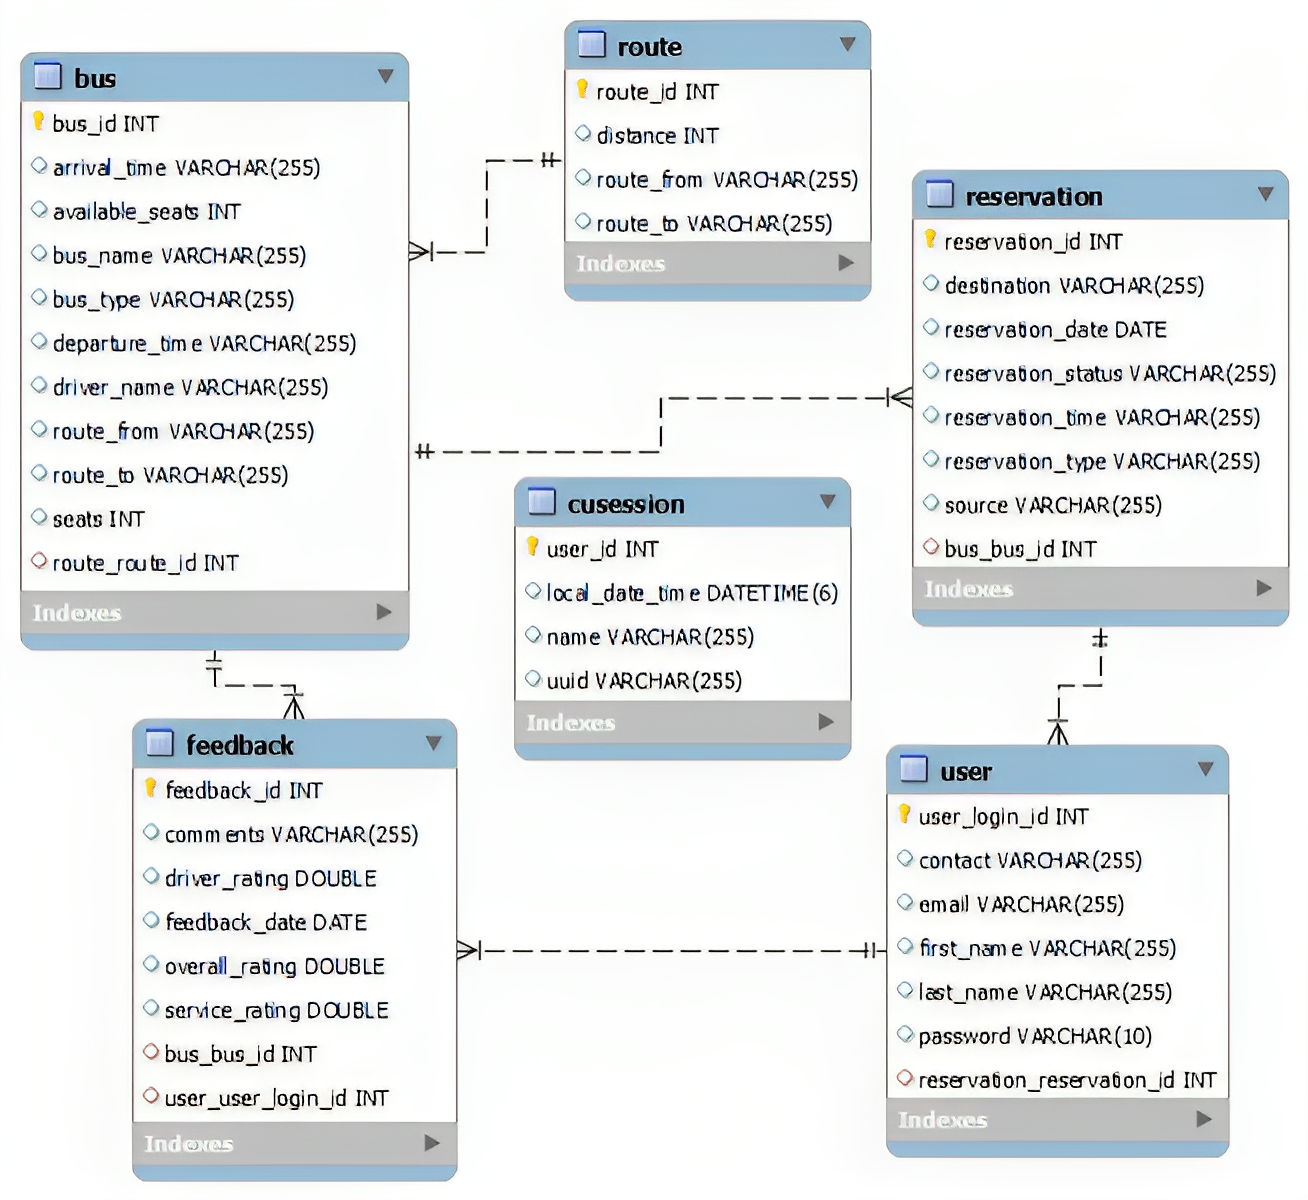 bus
bus_id INT
arrival_time VARCHAR(255)
available_seats INT
bus_name VARCHAR(255)
bus_type VARCHAR(255)
departure_time VARCHAR(255)
driver_name VARCHAR(255)
route_from VARCHAR(255)
route_to VARCHAR(255)
seats INT
route_route_id INT
Indexes
route
route_id INT
distance INT
route_from VARCHAR(255)
route_to VARCHAR(255)
Indexes
reservation
reservation_id INT
destination VARCHAR(255)
reservation_date DATE
reservation_status VARCHAR(255)
reservation_time VARCHAR(255)
reservation_type VARCHAR(255)
source VARCHAR(255)
bus_bus_id INT
Indexes
cusession
user_id INT
local_date_time DATETIME(6)
name VARCHAR(255)
uuid VARCHAR(255)
Indexes
feedback
feedback_id INT
comments VARCHAR(255)
driver_rating DOUBLE
feedback_date DATE
overall_rating DOUBLE
service_rating DOUBLE
bus_bus_id INT
user_user_login_id INT
Indexes
user
user_login_id INT
contact VARCHAR(255)
email VARCHAR(255)
first_name VARCHAR(255)
last_name VARCHAR(255)
password VARCHAR(10)
reservation_reservation_id INT
Indexes